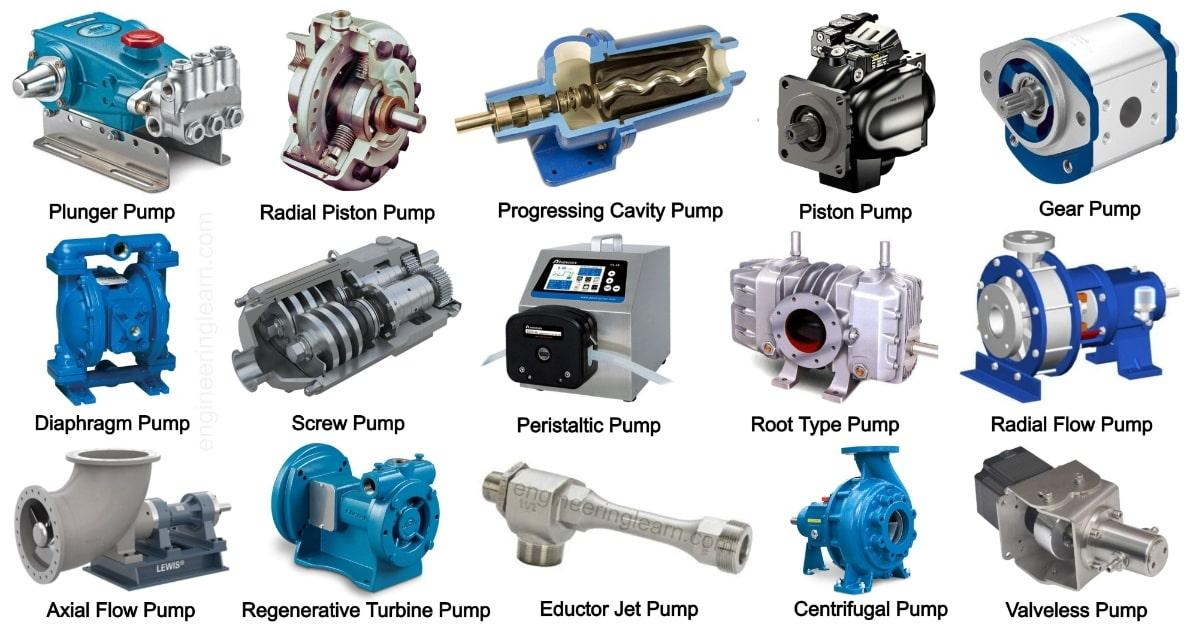 Plunger Pump
Radial Piston Pump
Progressing Cavity Pump
Piston Pump
Gear Pump
engineeringlearn.com
Diaphragm Pump
Screw Pump
Peristaltic Pump
Root Type Pump
Radial Flow Pump
LEWIS®
engineeringlearn.com
1½"
Axial Flow Pump
Regenerative Turbine Pump
Eductor Jet Pump
Centrifugal Pump
Valveless Pump